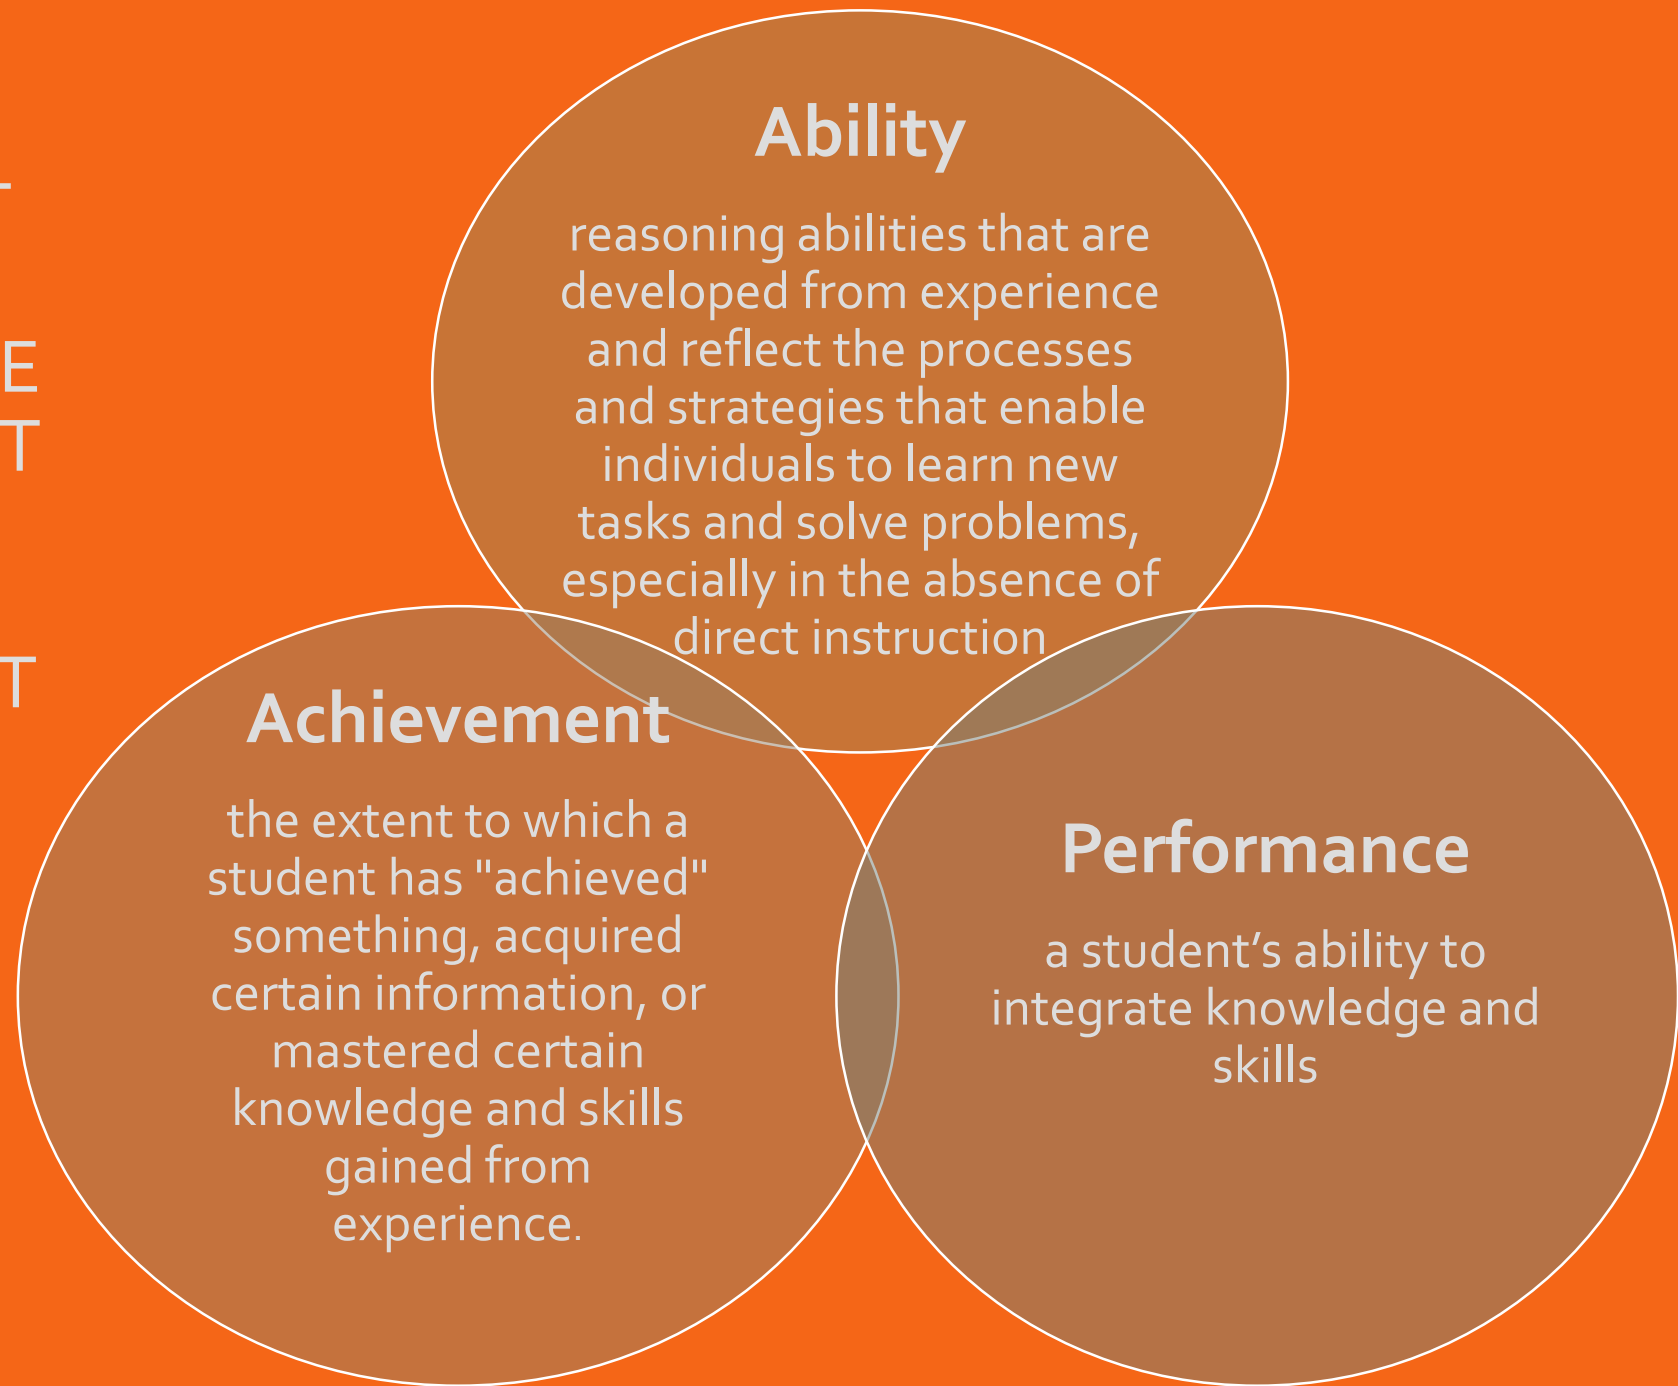 Ability
reasoning abilities that are
developed from experience
and reflect the processes
and strategies that enable
individuals to learn new
tasks and solve problems,
especially in the absence of
direct instruction
Achievement
the extent to which a
student has "achieved"
something, acquired
certain information, or
mastered certain
knowledge and skills
gained from
experience.
Performance
a student’s ability to
integrate knowledge and
skills